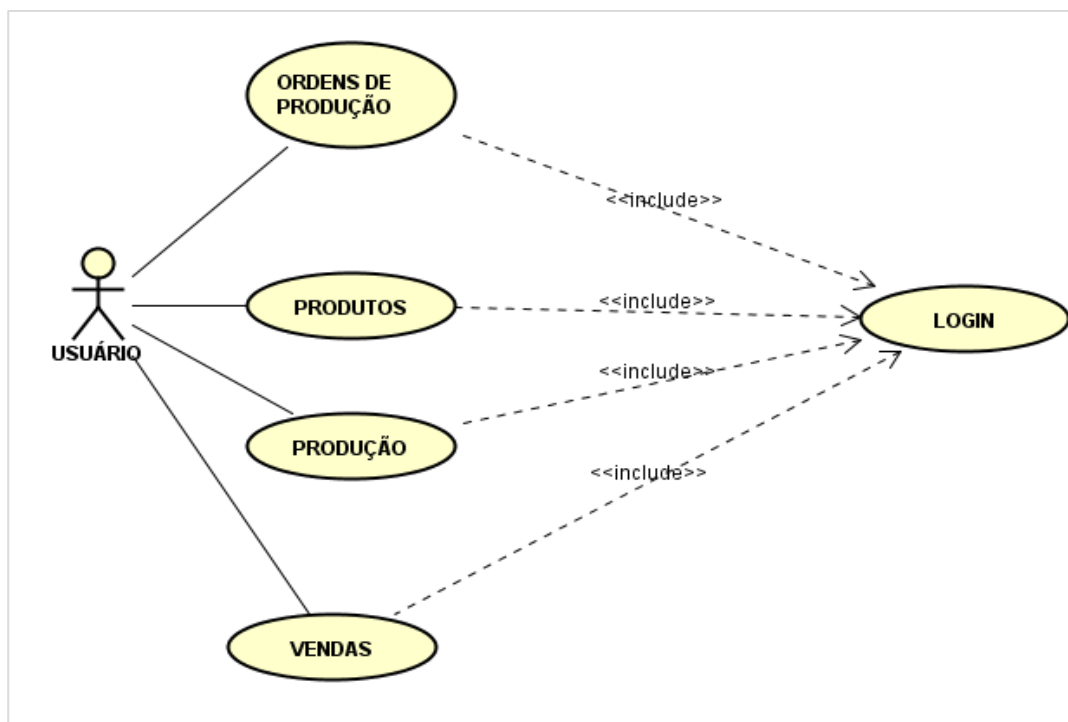 ORDENS DE
PRODUÇÃO
<<include>>
PRODUTOS
<<include>>
LOGIN
USUÁRIO
<<include>>
PRODUÇÃO
<<include>>
VENDAS